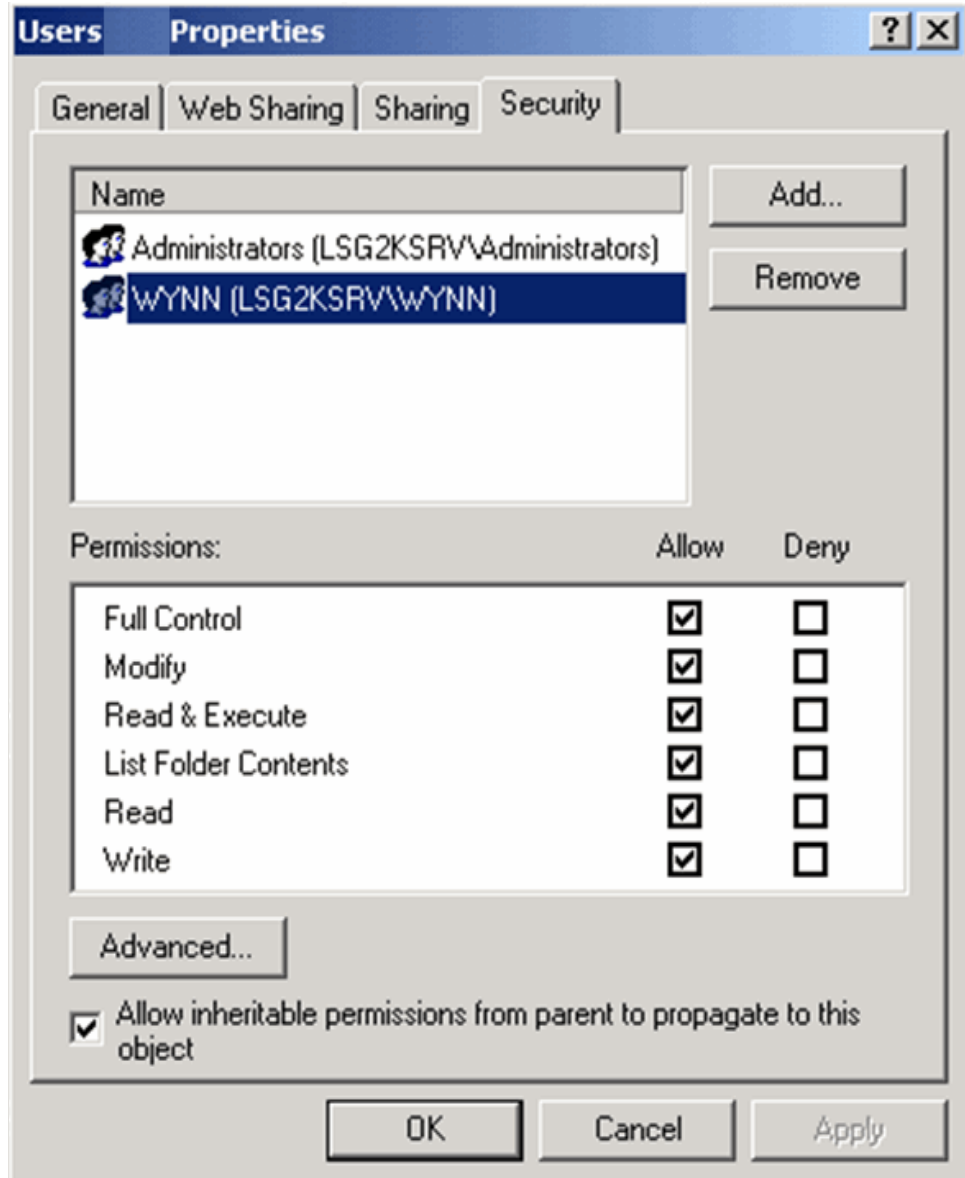 Users Properties
General Web Sharing Sharing Security
Name
Add...
Administrators (LSG2KSRV\Administrators)
Remove
WYNN (LSG2KSRV\WYNN)
Permissions: Allow Deny
Full Control
Modify
Read & Execute
List Folder Contents
Read
Write
Advanced...
Allow inheritable permissions from parent to propagate to this
object
OK Cancel Apply